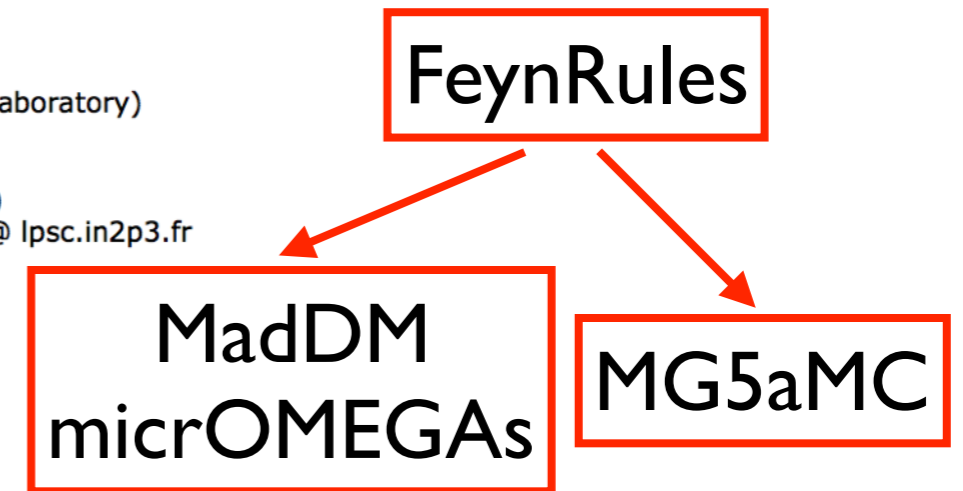 FeynRules
aboratory)
)
@ lpsc.in2p3.fr
MadDM
micrOMEGAs
MG5aMC